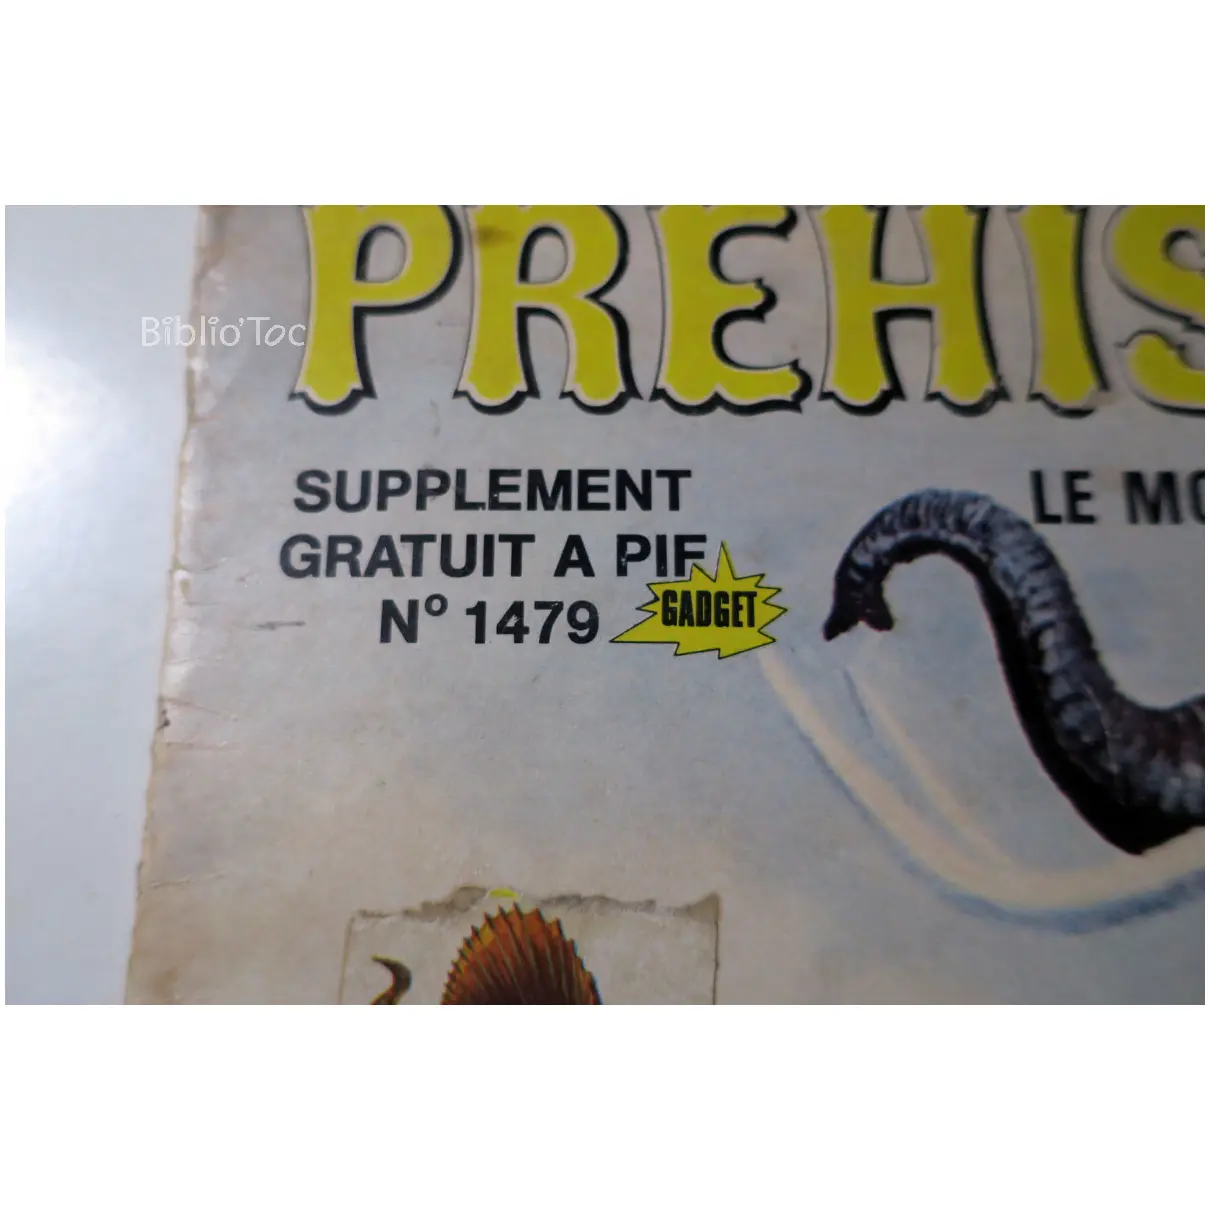 PREHIS
Biblio'Toc
SUPPLEMENT
GRATUIT A PIF
GADGET
N° 1479
LE MO